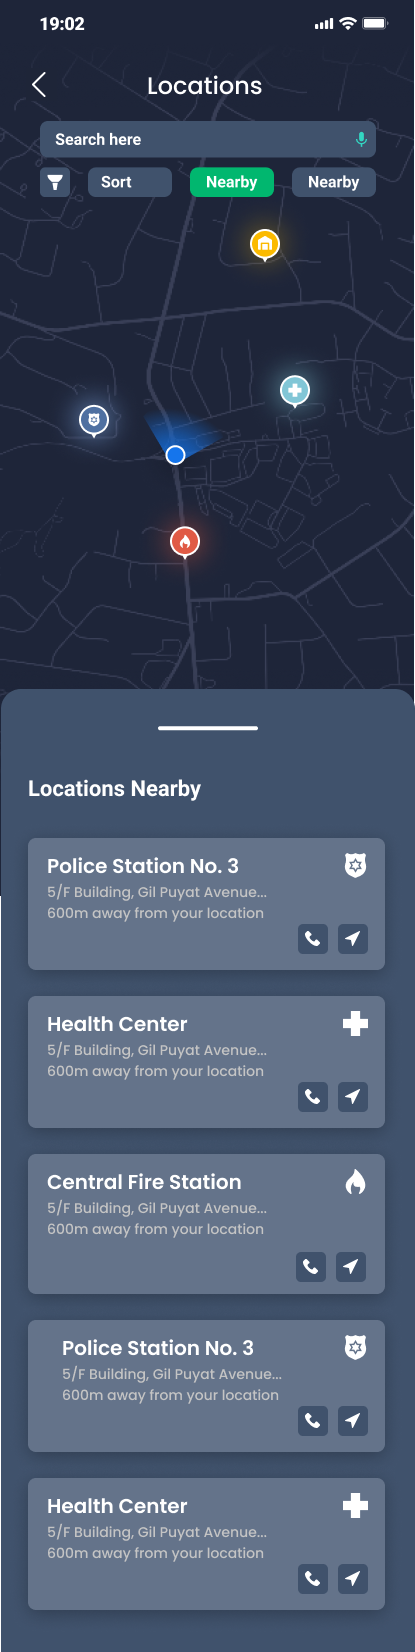 19:02
Locations
Search here
Sort
Nearby
Nearby
Locations Nearby
Police Station No. 3
5/F Building, Gil Puyat Avenue...
600m away from your location
Health Center
5/F Building, Gil Puyat Avenue...
600m away from your location
Central Fire Station
5/F Building, Gil Puyat Avenue...
600m away from your location
Police Station No. 3
5/F Building, Gil Puyat Avenue...
600m away from your location
Health Center
5/F Building, Gil Puyat Avenue...
600m away from your location